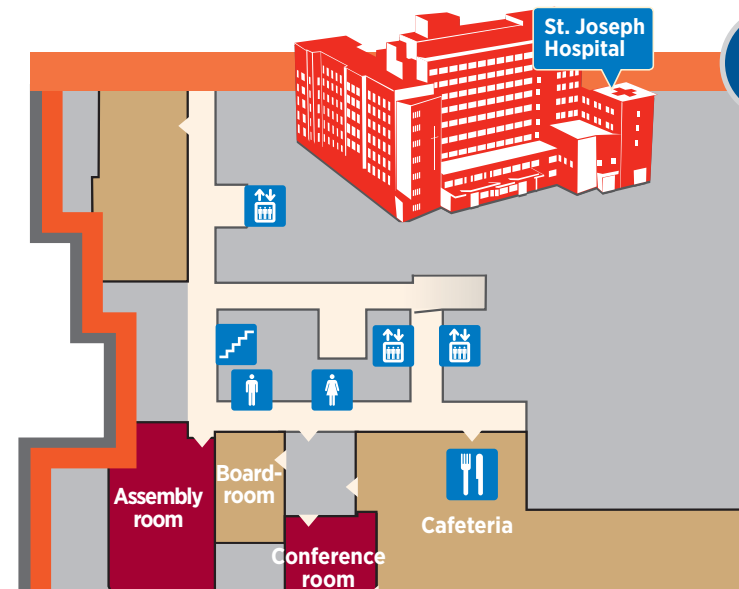 St. Joseph
Hospital
Board-
room
Assembly
room
Cafeteria
Conference
room